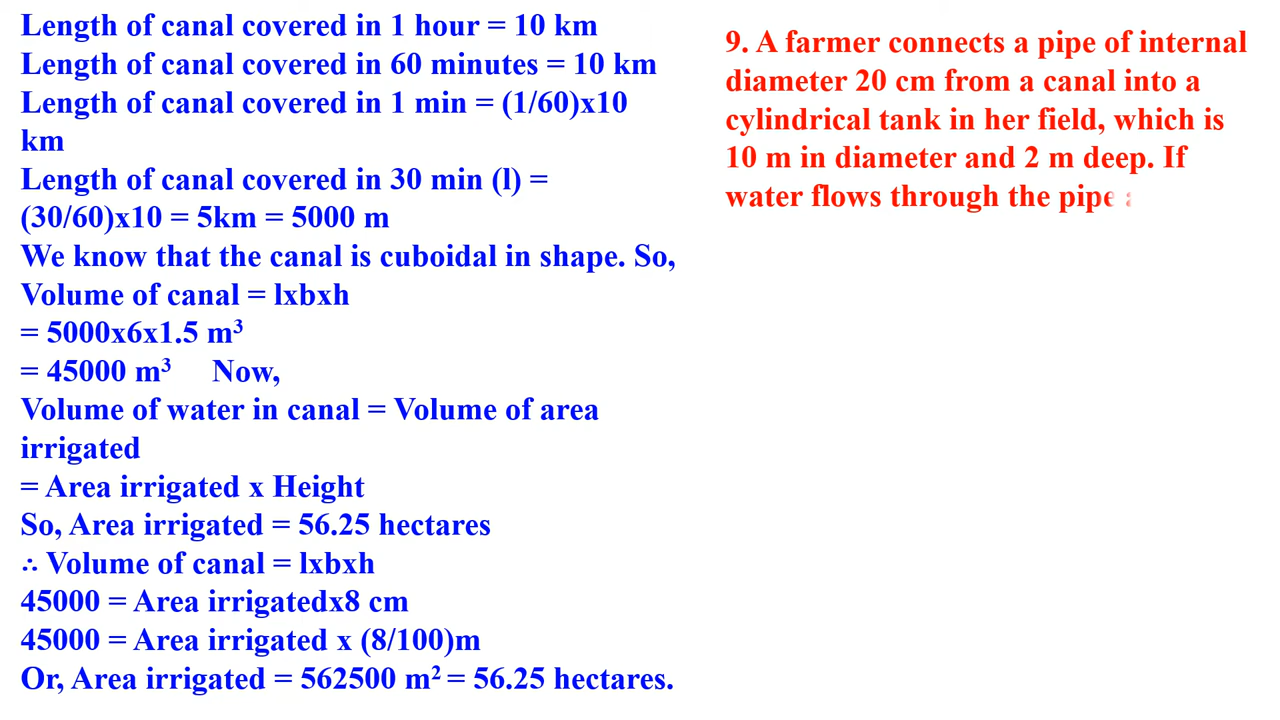 Length of canal covered in 1 hour = 10 km
Length of canal covered in 60 minutes = 10 km
Length of canal covered in 1 min = (1/60)x10
km
Length of canal covered in 30 min (l) =
(30/60)x10 = 5km = 5000 m
We know that the canal is cuboidal in shape. So,
Volume of canal = lxbxh
= 5000x6x1.5 m³
= 45000 m³ Now,
Volume of water in canal = Volume of area
irrigated
= Area irrigated x Height
So, Area irrigated = 56.25 hectares
∴ Volume of canal = lxbxh
45000 = Area irrigatedx8 cm
45000 = Area irrigated x (8/100)m
Or, Area irrigated = 562500 m² = 56.25 hectares.
9. A farmer connects a pipe of internal
diameter 20 cm from a canal into a
cylindrical tank in her field, which is
10 m in diameter and 2 m deep. If
water flows through the pipe